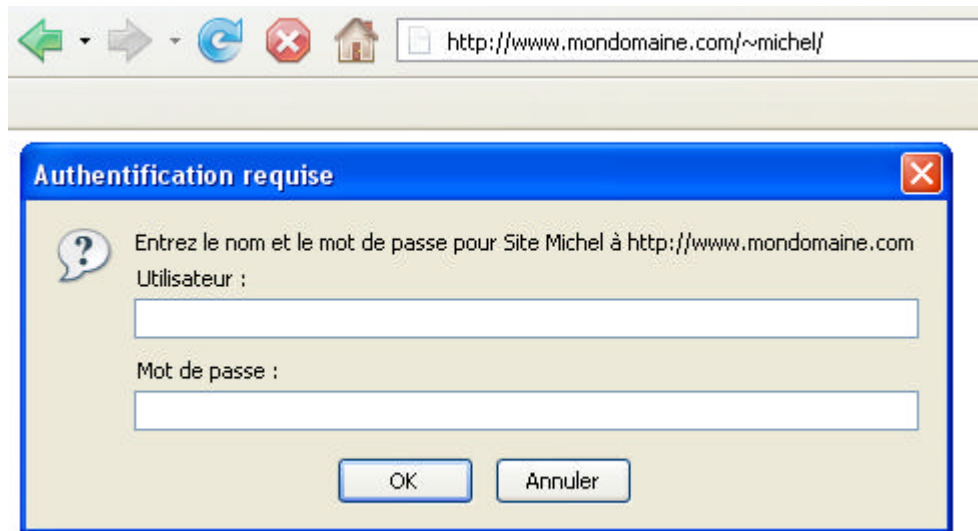 http://www.mondomaine.com/~michel/
Authentification requise
Entrez le nom et le mot de passe pour Site Michel à http://www.mondomaine.com
Utilisateur :
Mot de passe :
OK
Annuler